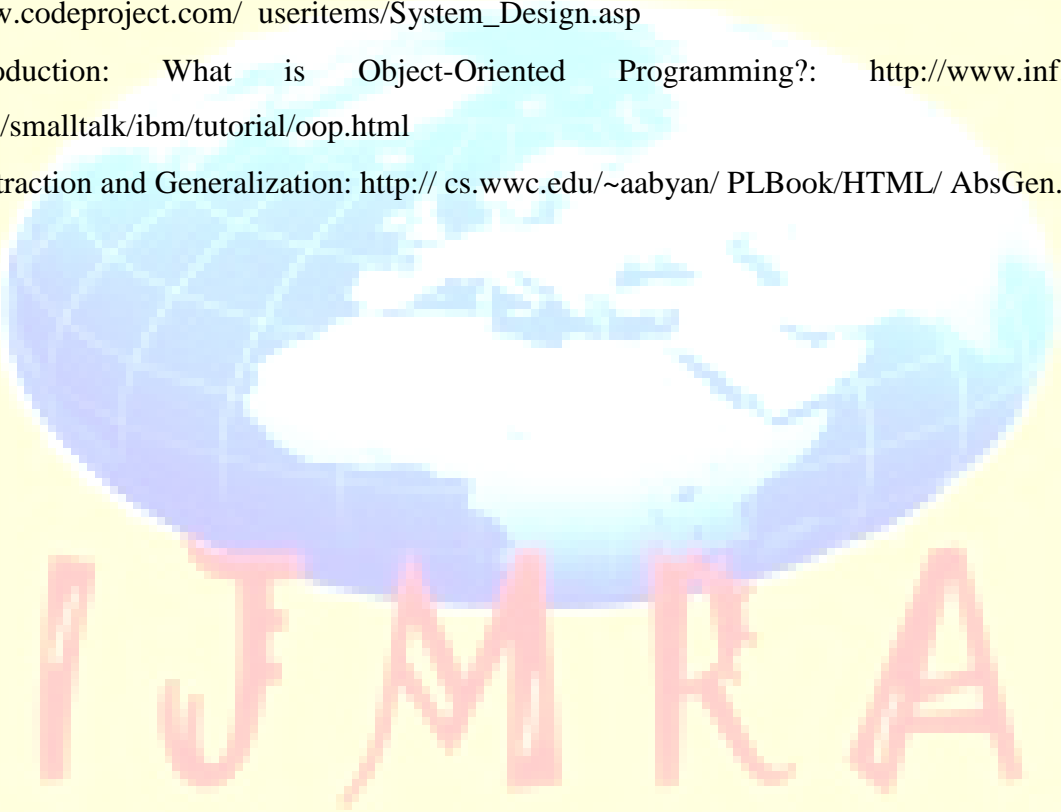 w.codeproject.com/ useritems/System_Design.asp
oduction: What is Object-Oriented Programming?: http://www.inf
/smalltalk/ibm/tutorial/oop.html
traction and Generalization: http:// cs.wwc.edu/~aabyan/ PLBook/HTML/ AbsGen.
IJMRA